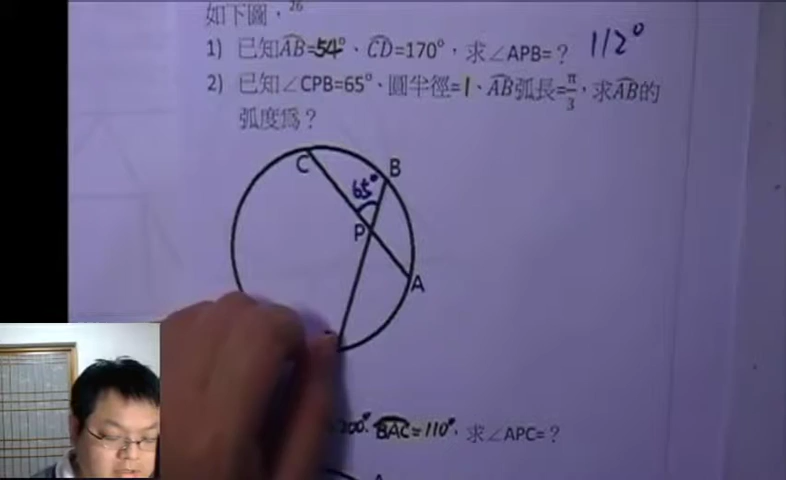 如下圖，26
1) 已知AB=54°、CD=170°，求∠APB=？ 112°
2) 已知∠CPB=65°、圓半徑=1、AB弧長=π/3，求AB的
弧度為？
C
B
65°
P
A
200°、BAC=110°，求∠APC=？
A